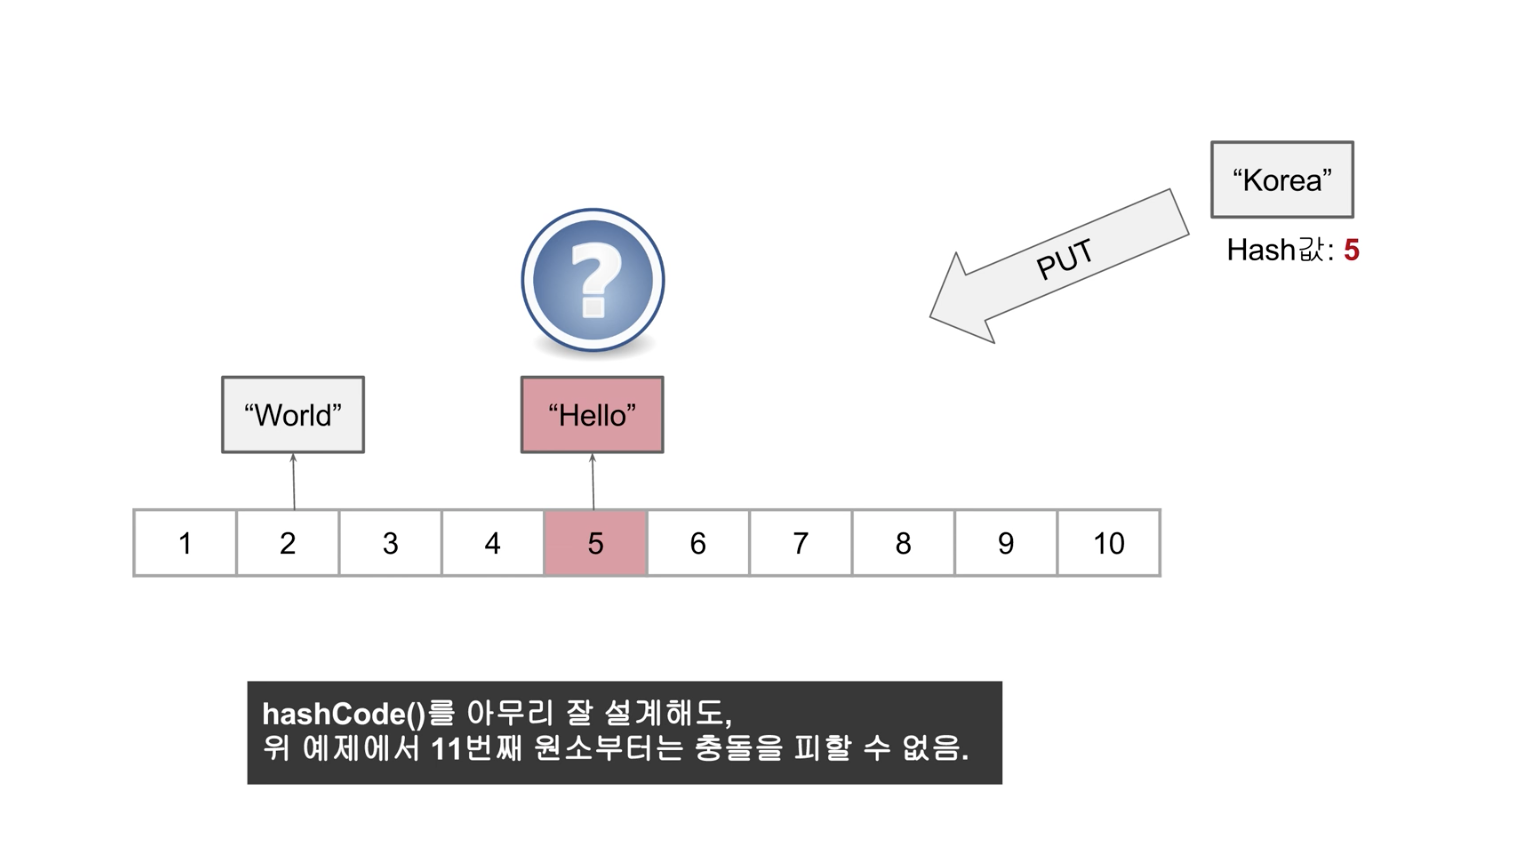 “Korea”
Hash값: 5
PUT
?
“World”
“Hello”
1 2 3 4 5 6 7 8 9 10
hashCode()를 아무리 잘 설계해도,
위 예제에서 11번째 원소부터는 충돌을 피할 수 없음.